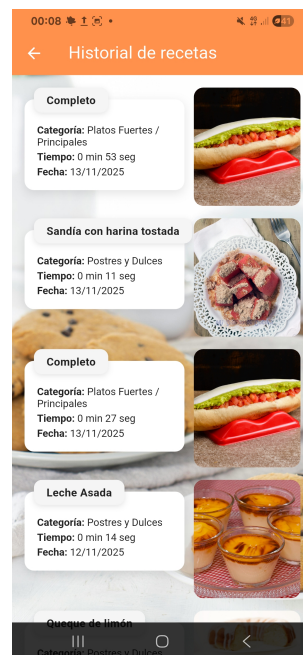 00:08
41
Historial de recetas
Completo
Categoría: Platos Fuertes /
Principales
Tiempo: 0 min 53 seg
Fecha: 13/11/2025
Sandía con harina tostada
Categoría: Postres y Dulces
Tiempo: 0 min 11 seg
Fecha: 13/11/2025
Completo
Categoría: Platos Fuertes /
Principales
Tiempo: 0 min 27 seg
Fecha: 13/11/2025
Leche Asada
Categoría: Postres y Dulces
Tiempo: 0 min 14 seg
Fecha: 12/11/2025
Queque de limón
Categoría: Postres y Dulces